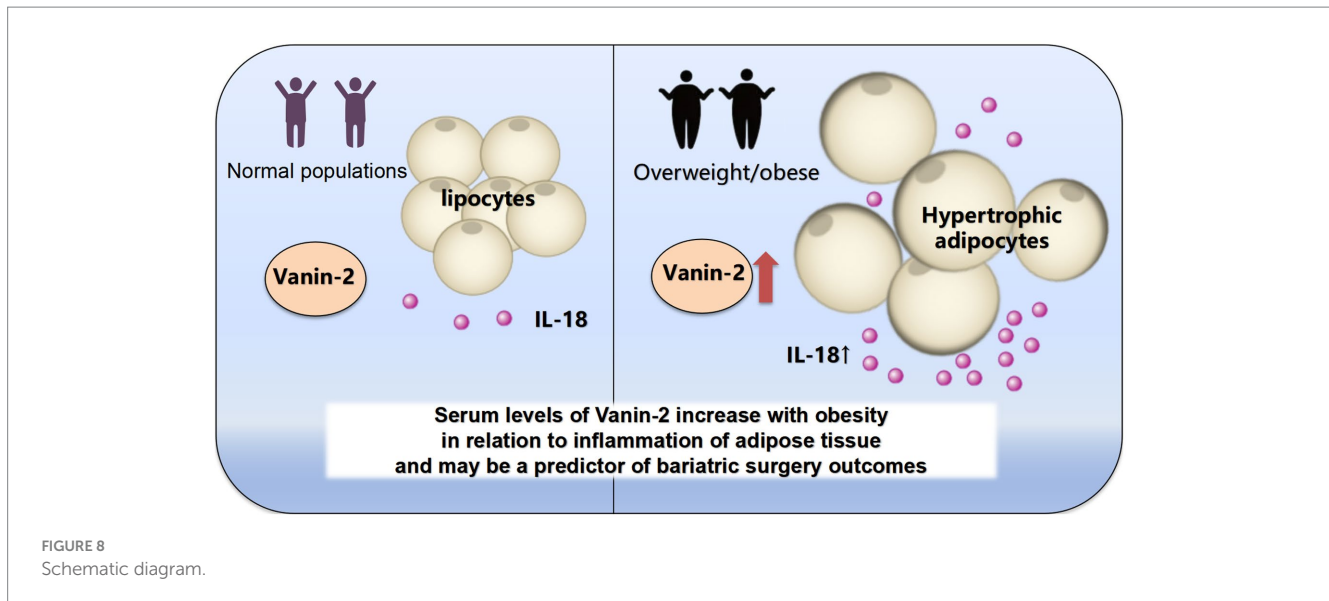 Normal populations
lipocytes
Vanin-2
IL-18
Overweight/obese
Hypertrophic
adipocytes
Vanin-2
IL-18↑
Serum levels of Vanin-2 increase with obesity
in relation to inflammation of adipose tissue
and may be a predictor of bariatric surgery outcomes
FIGURE 8
Schematic diagram.